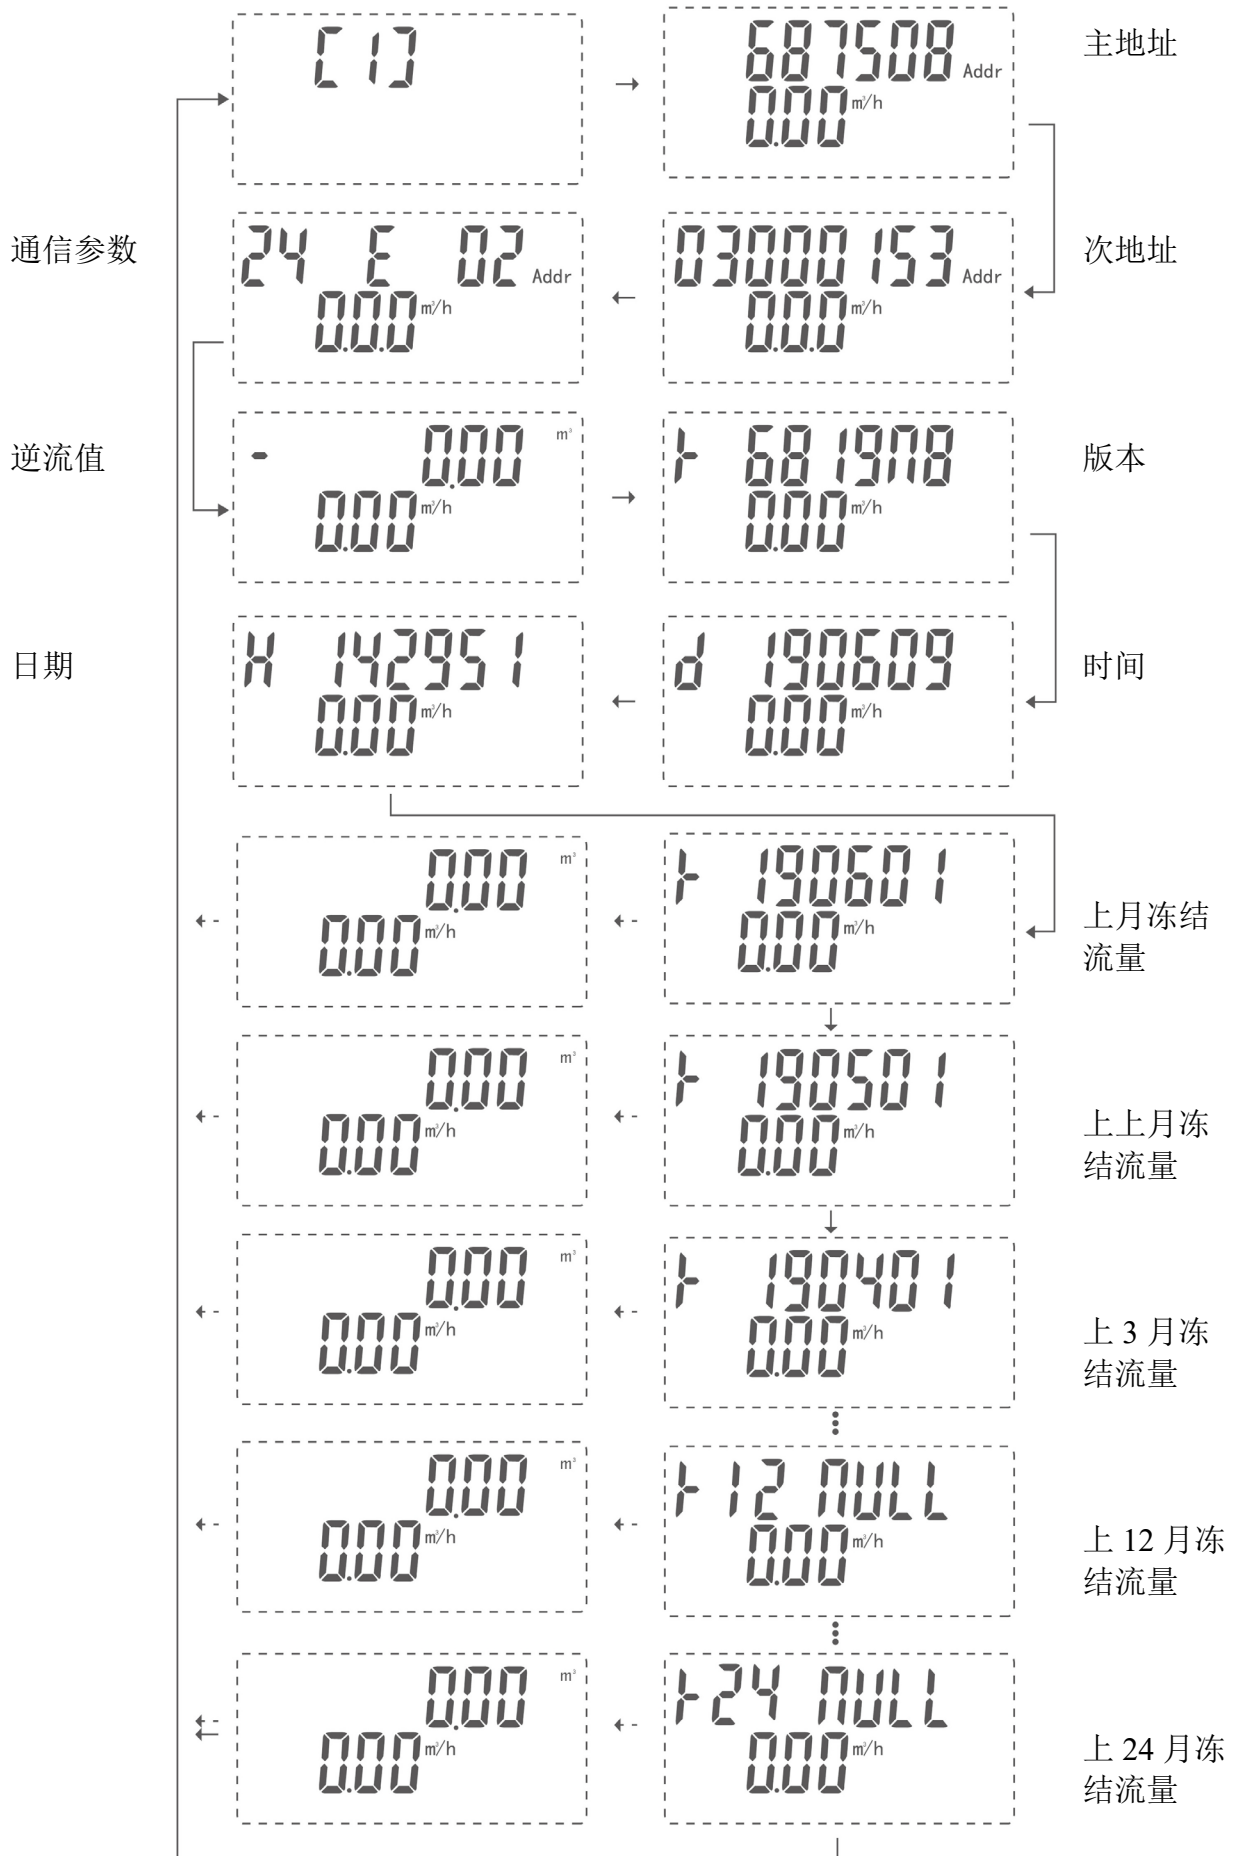 [1]
687508 Addr
0.00 m³/h
主地址
通信参数
24 E 02 Addr
0.0.0 m³/h
03000153 Addr
0.0.0 m³/h
次地址
逆流值
- 0.00 m³
0.00 m³/h
6819
0.00 m³/h
版本
日期
H 142951
0.00 m³/h
d 190609
0.00 m³/h
时间
0.00 m³
0.00 m³/h
190601
0.00 m³/h
上月冻结
流量
0.00 m³
0.00 m³/h
190501
0.00 m³/h
上上月冻
结流量
0.00 m³
0.00 m³/h
190401
0.00 m³/h
上 3 月冻
结流量
0.00 m³
0.00 m³/h
12 NULL
0.00 m³/h
上 12 月冻
结流量
0.00 m³
0.00 m³/h
24 NULL
0.00 m³/h
上 24 月冻
结流量